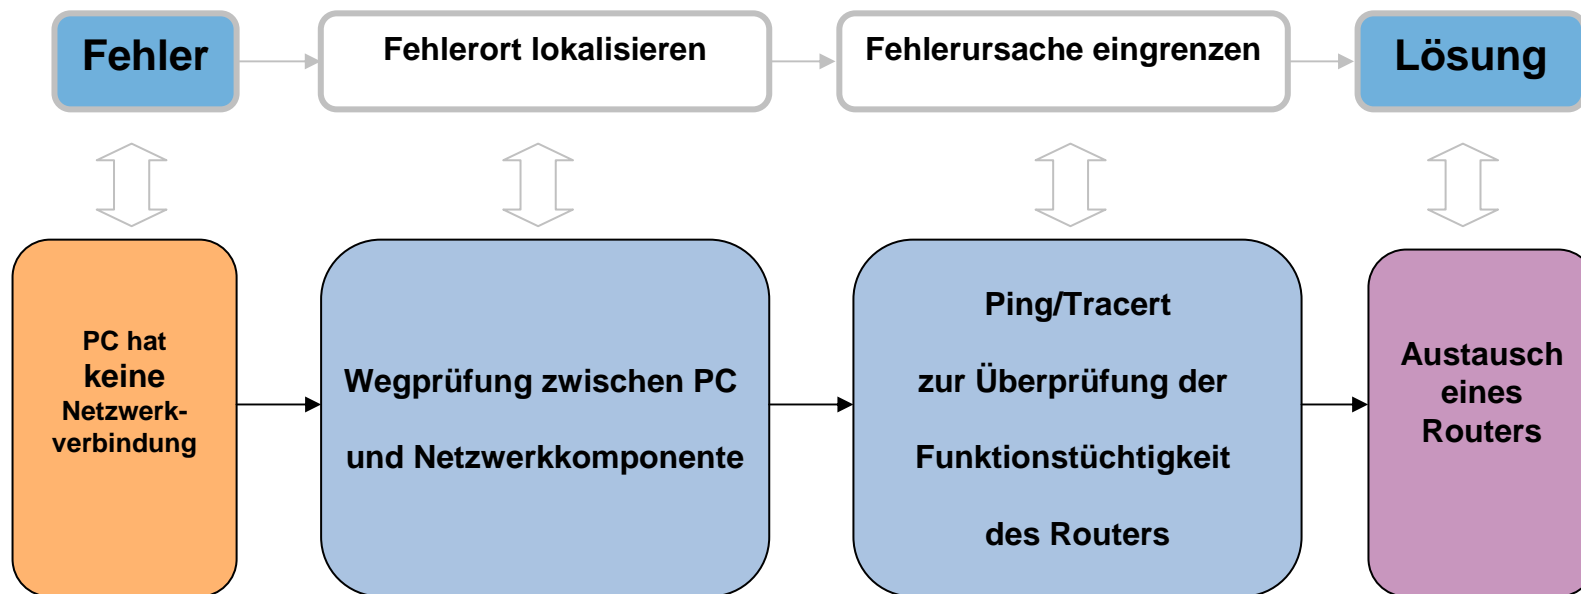 Fehler
Fehlerort lokalisieren
Fehlerursache eingrenzen
Lösung
PC hat
keine
Netzwerk-
verbindung
Wegprüfung zwischen PC
und Netzwerkkomponente
Ping/Tracert
zur Überprüfung der
Funktionstüchtigkeit
des Routers
Austausch
eines
Routers